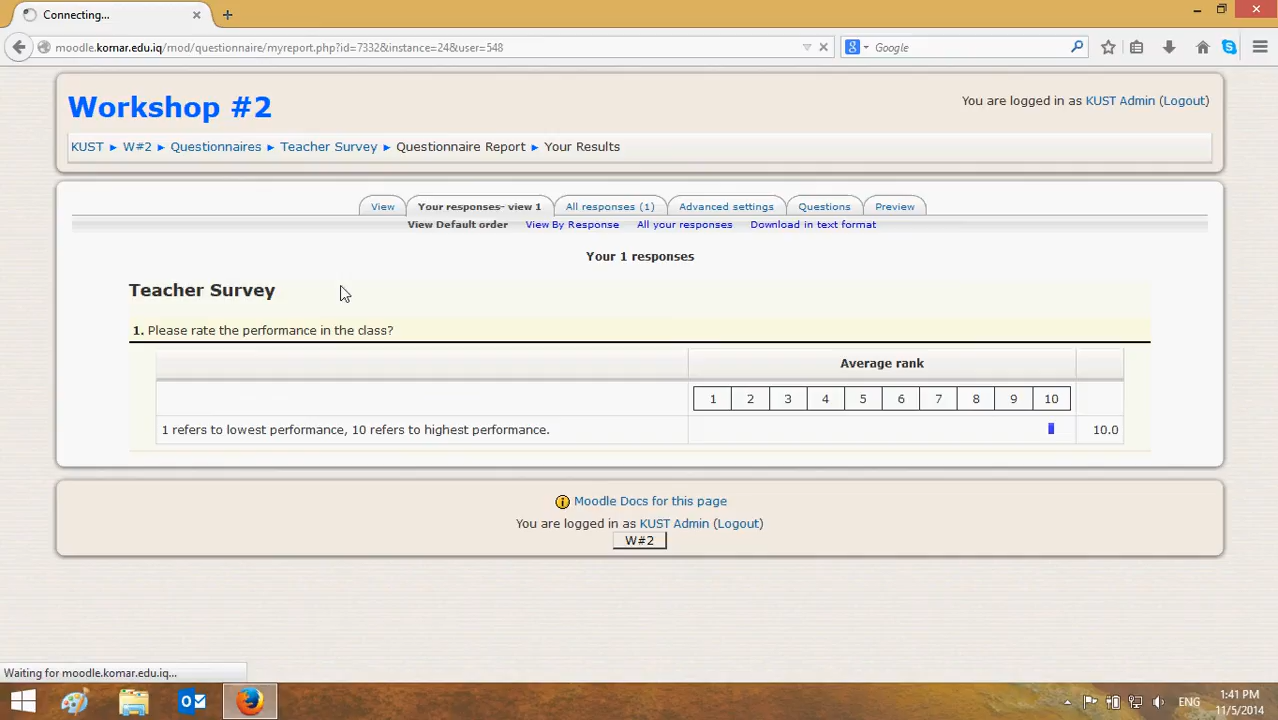 Connecting...
moodle.komar.edu.iq/mod/questionnaire/myreport.php?id=7332&instance=24&user=548
Google
Workshop #2
You are logged in as KUST Admin (Logout)
KUST ► W#2 ► Questionnaires ► Teacher Survey ► Questionnaire Report ► Your Results
View
Your responses- view 1
All responses (1)
Advanced settings
Questions
Preview
View Default order
View By Response
All your responses
Download in text format
Your 1 responses
Teacher Survey
1. Please rate the performance in the class?
Average rank
1 2 3 4 5 6 7 8 9 10
1 refers to lowest performance, 10 refers to highest performance.
10.0
Moodle Docs for this page
You are logged in as KUST Admin (Logout)
W#2
Waiting for moodle.komar.edu.iq...
ENG
1:41 PM
11/5/2014